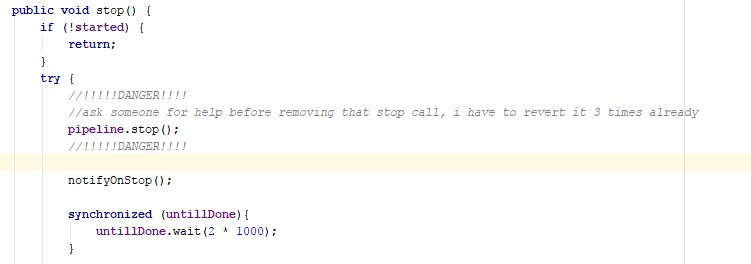 public void stop() {
if (!started) {
return;
}
try {
//!!!!!DANGER!!!!
//ask someone for help before removing that stop call, i have to revert it 3 times already
pipeline.stop();
//!!!!!DANGER!!!!
notifyOnStop();
synchronized (untillDone){
untillDone.wait(2 * 1000);
}